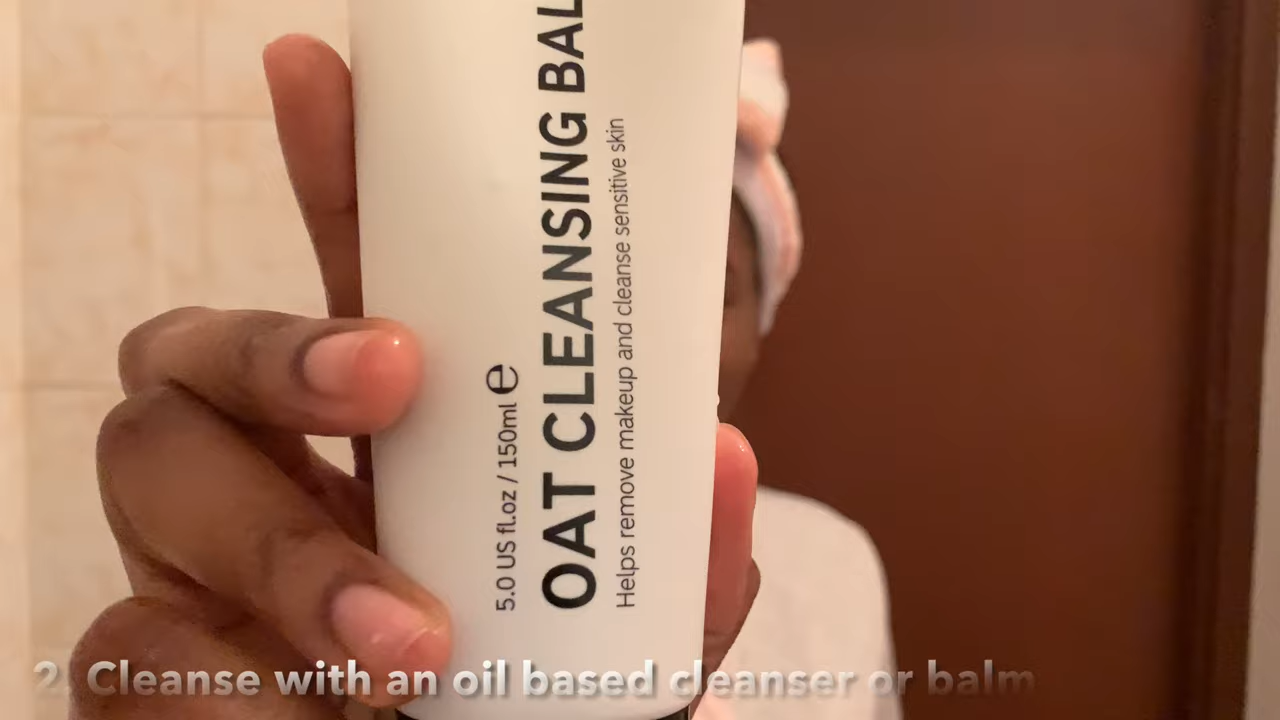 OAT CLEANSING BAL
Helps remove makeup and cleanse sensitive skin
5.0 US fl.oz / 150ml e
2. Cleanse with an oil based cleanser or balm